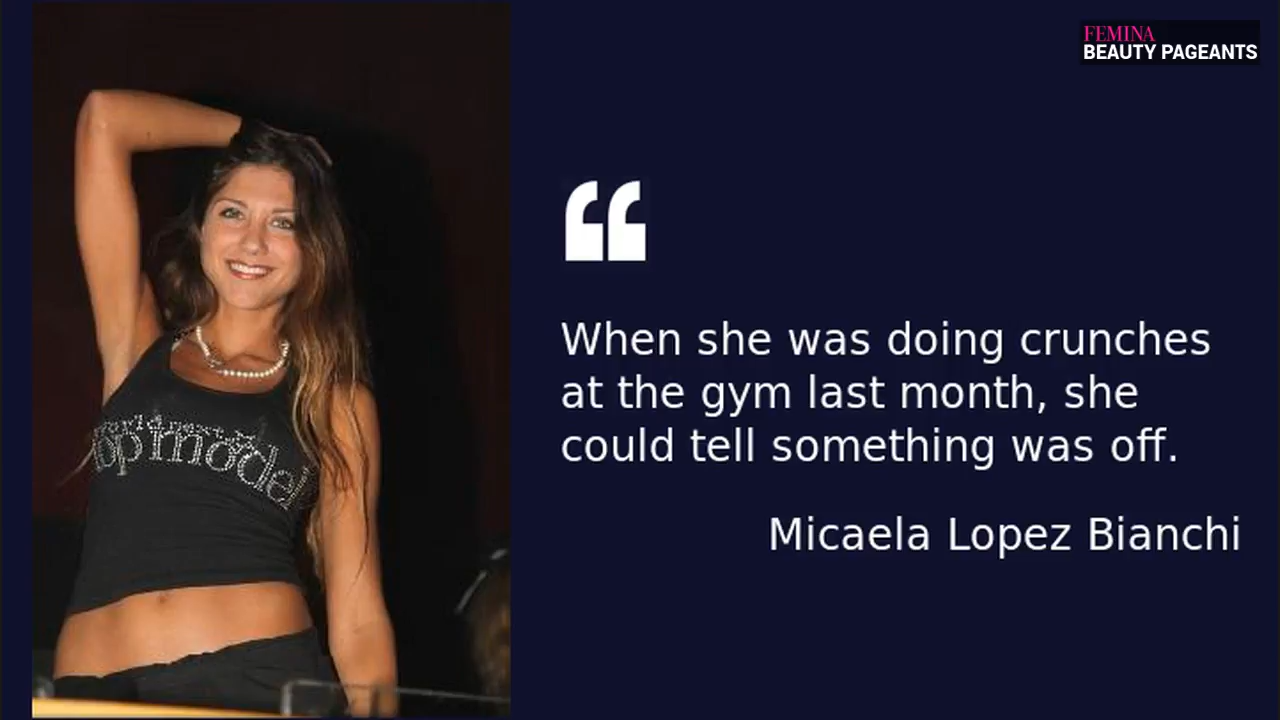 FEMINA
BEAUTY PAGEANTS
“
When she was doing crunches
at the gym last month, she
could tell something was off.
Micaela Lopez Bianchi
top model